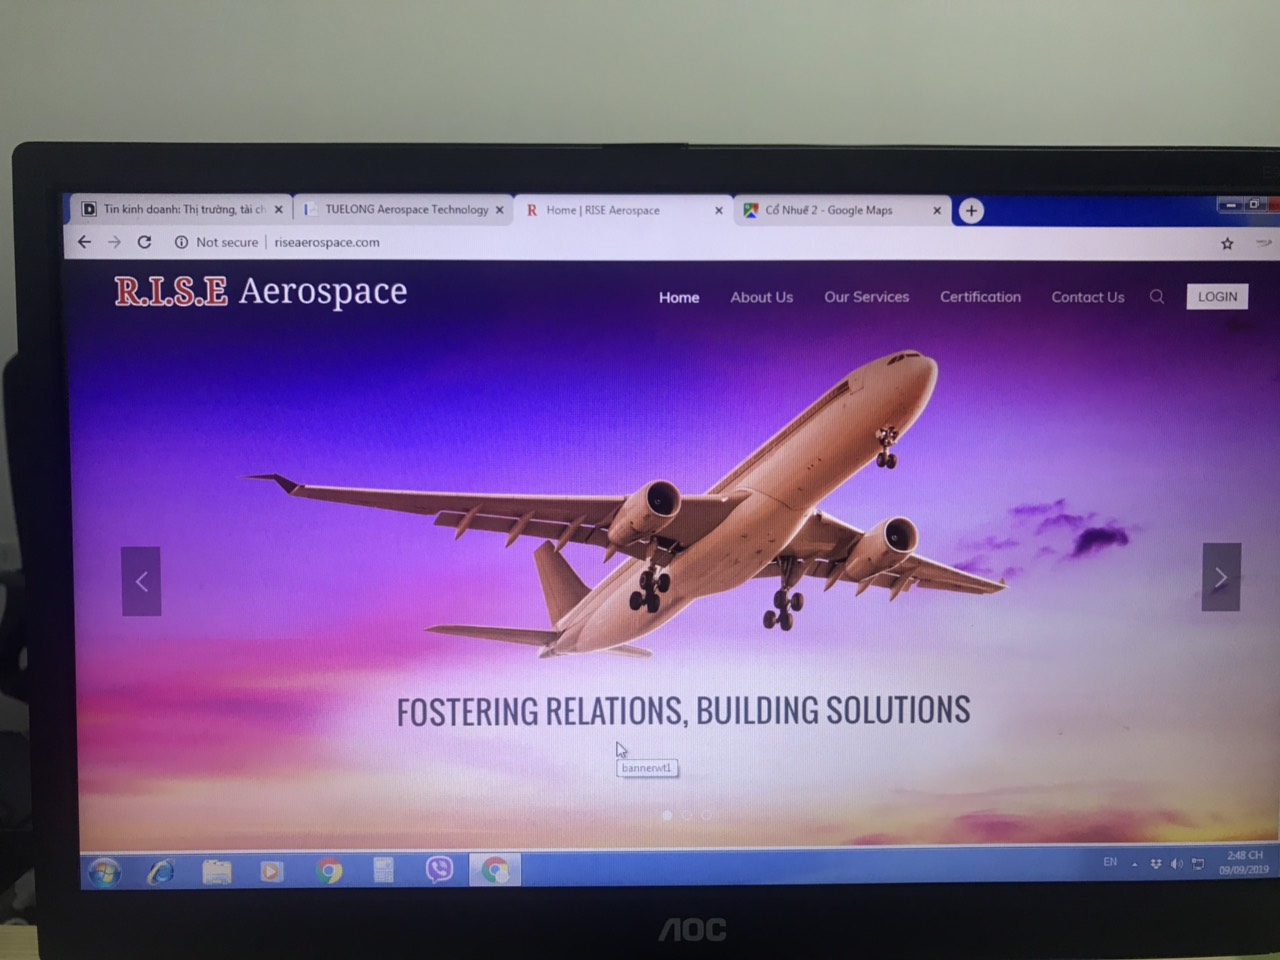 Tin kinh doanh: Thị trường, tài ch
TUELONG Aerospace Technology
R Home | RISE Aerospace
Cổ Nhuế 2 - Google Maps
Not secure | riseaerospace.com
R.I.S.E Aerospace
Home About Us Our Services Certification Contact Us LOGIN
FOSTERING RELATIONS, BUILDING SOLUTIONS
bannerwt1
EN 2:48 CH
09/09/2019
AOC